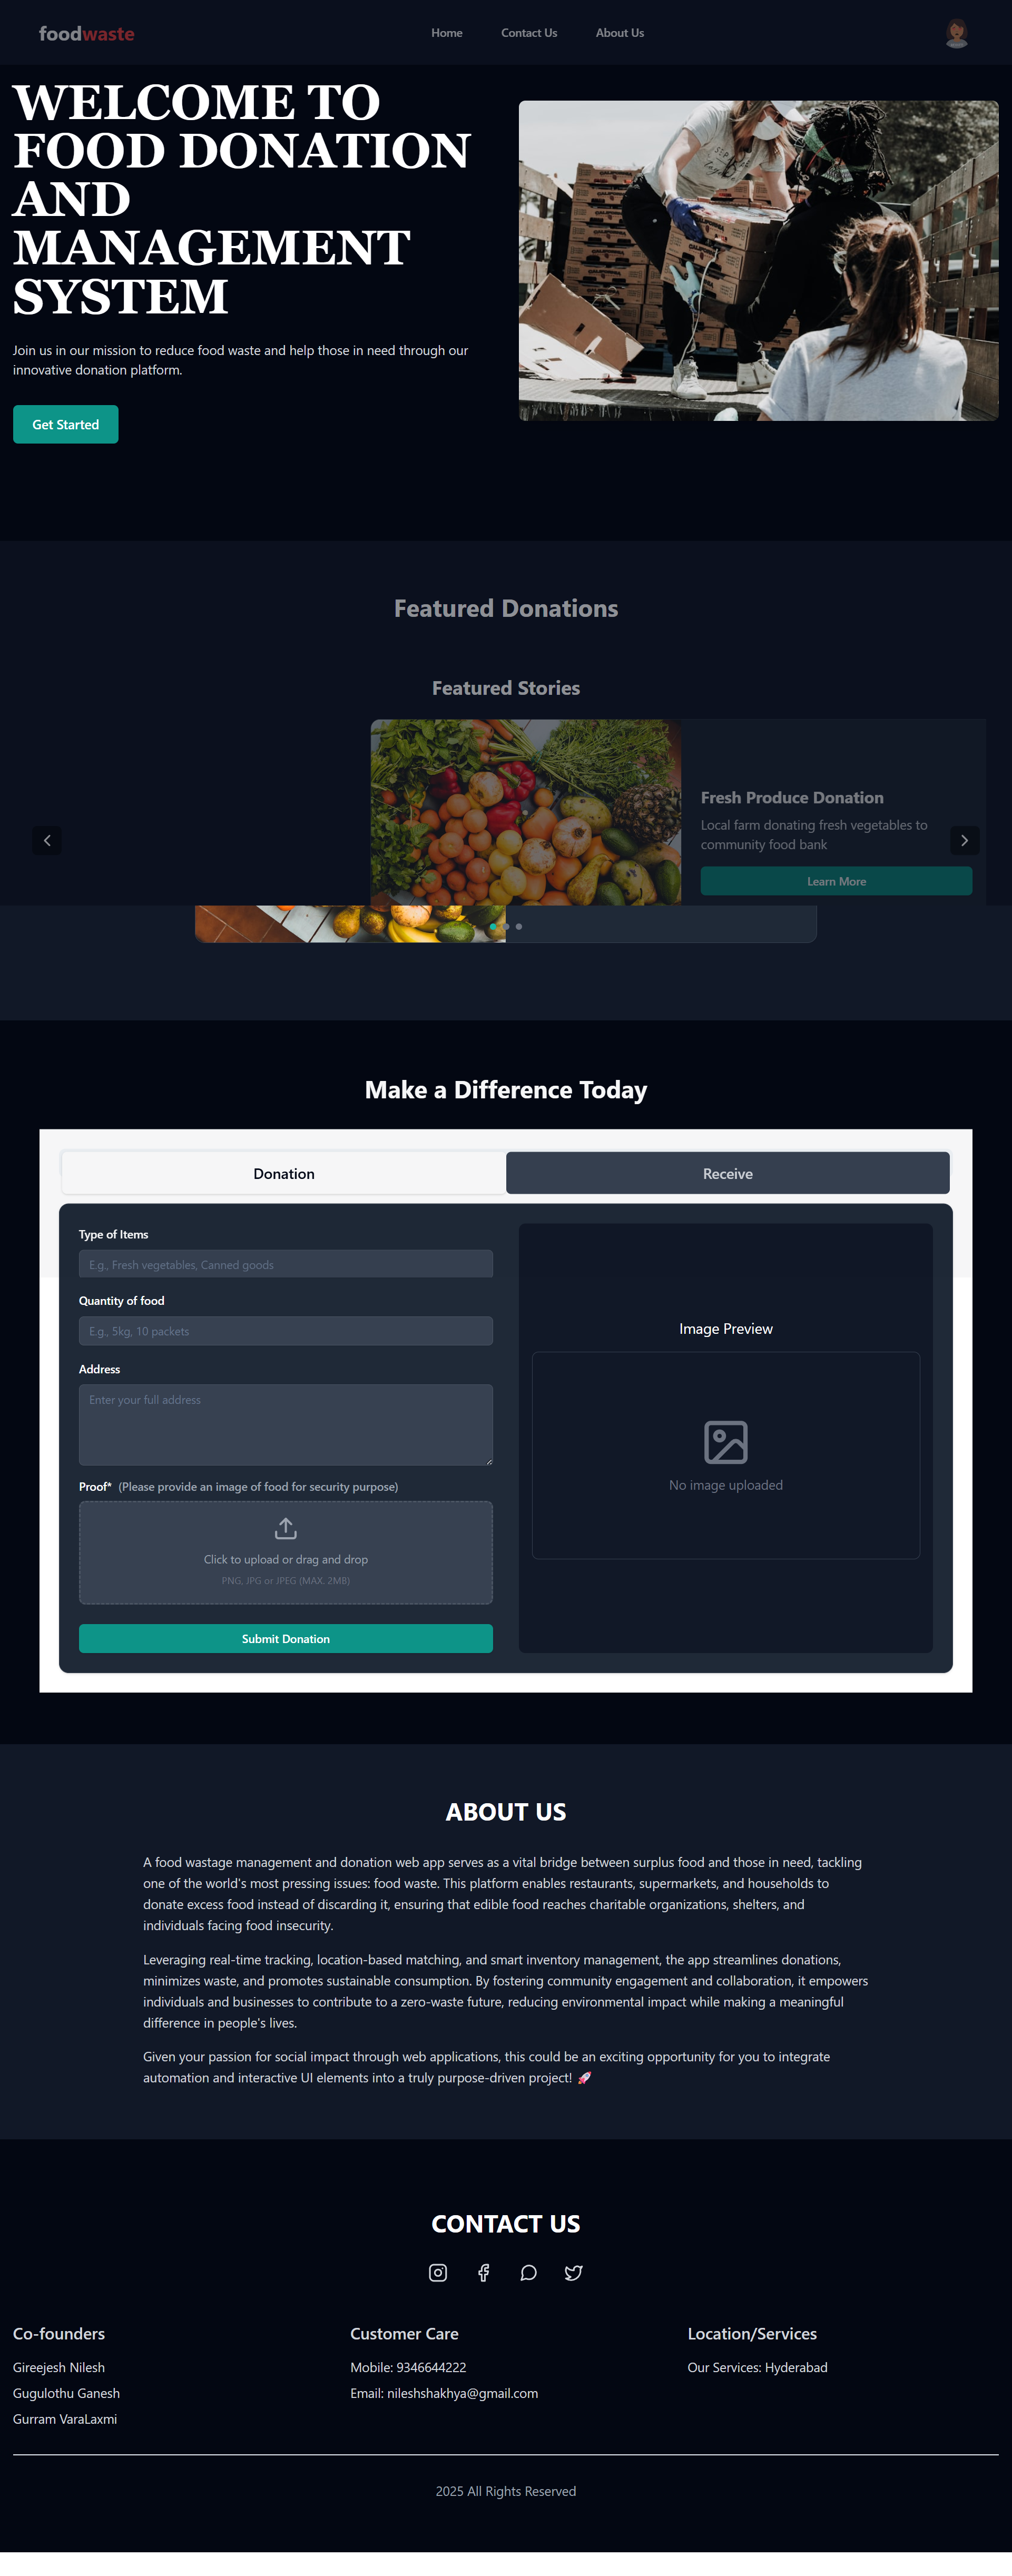 foodwaste
Home
Contact Us
About Us
WELCOME TO
FOOD DONATION
AND
MANAGEMENT
SYSTEM
Join us in our mission to reduce food waste and help those in need through our
innovative donation platform.
Get Started
Featured Donations
Featured Stories
Fresh Produce Donation
Local farm donating fresh vegetables to
community food bank
Learn More
Make a Difference Today
Donation
Receive
Type of Items
E.g., Fresh vegetables, Canned goods
Quantity of food
E.g., 5kg, 10 packets
Address
Enter your full address
Proof* (Please provide an image of food for security purpose)
Click to upload or drag and drop
PNG, JPG or JPEG (MAX. 2MB)
Submit Donation
Image Preview
No image uploaded
ABOUT US
A food wastage management and donation web app serves as a vital bridge between surplus food and those in need, tackling
one of the world's most pressing issues: food waste. This platform enables restaurants, supermarkets, and households to
donate excess food instead of discarding it, ensuring that edible food reaches charitable organizations, shelters, and
individuals facing food insecurity.
Leveraging real-time tracking, location-based matching, and smart inventory management, the app streamlines donations,
minimizes waste, and promotes sustainable consumption. By fostering community engagement and collaboration, it empowers
individuals and businesses to contribute to a zero-waste future, reducing environmental impact while making a meaningful
difference in people's lives.
Given your passion for social impact through web applications, this could be an exciting opportunity for you to integrate
automation and interactive UI elements into a truly purpose-driven project! 🚀
CONTACT US
Co-founders
Gireejesh Nilesh
Gugulothu Ganesh
Gurram VaraLaxmi
Customer Care
Mobile: 9346644222
Email: nileshshakhya@gmail.com
Location/Services
Our Services: Hyderabad
2025 All Rights Reserved